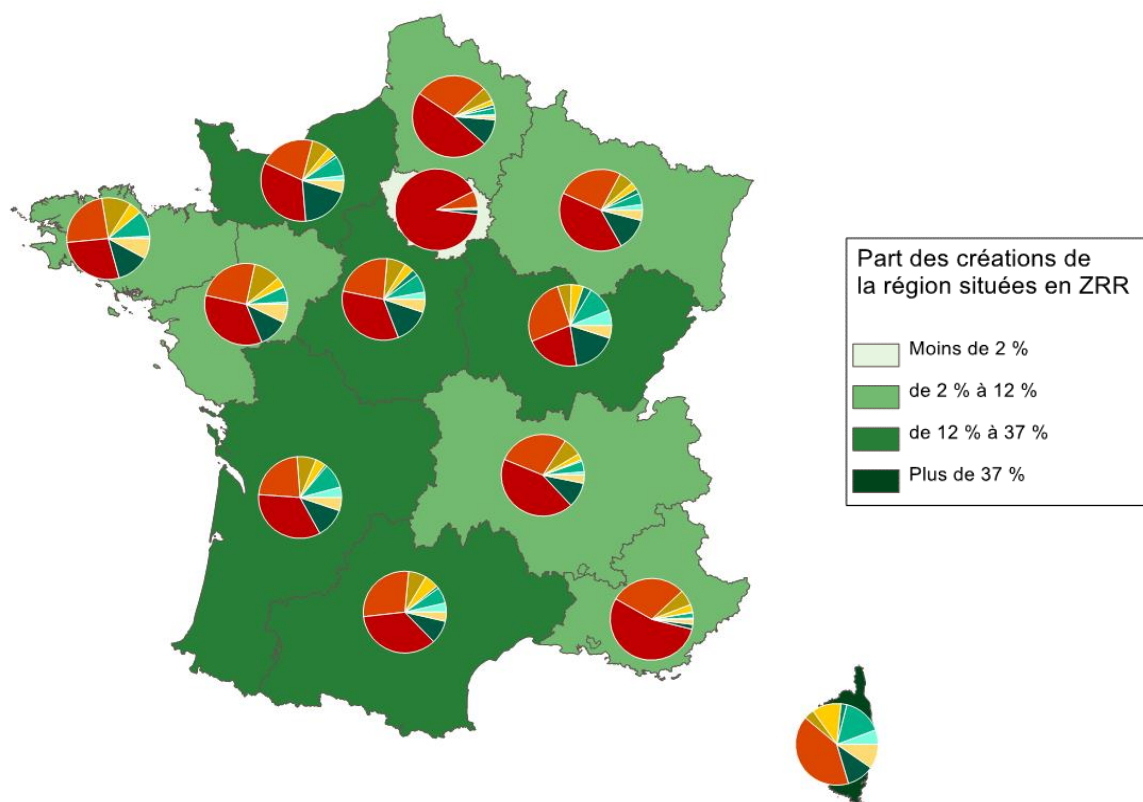 Part des créations de
la région situées en ZRR
Moins de 2 %
de 2 % à 12 %
de 12 % à 37 %
Plus de 37 %